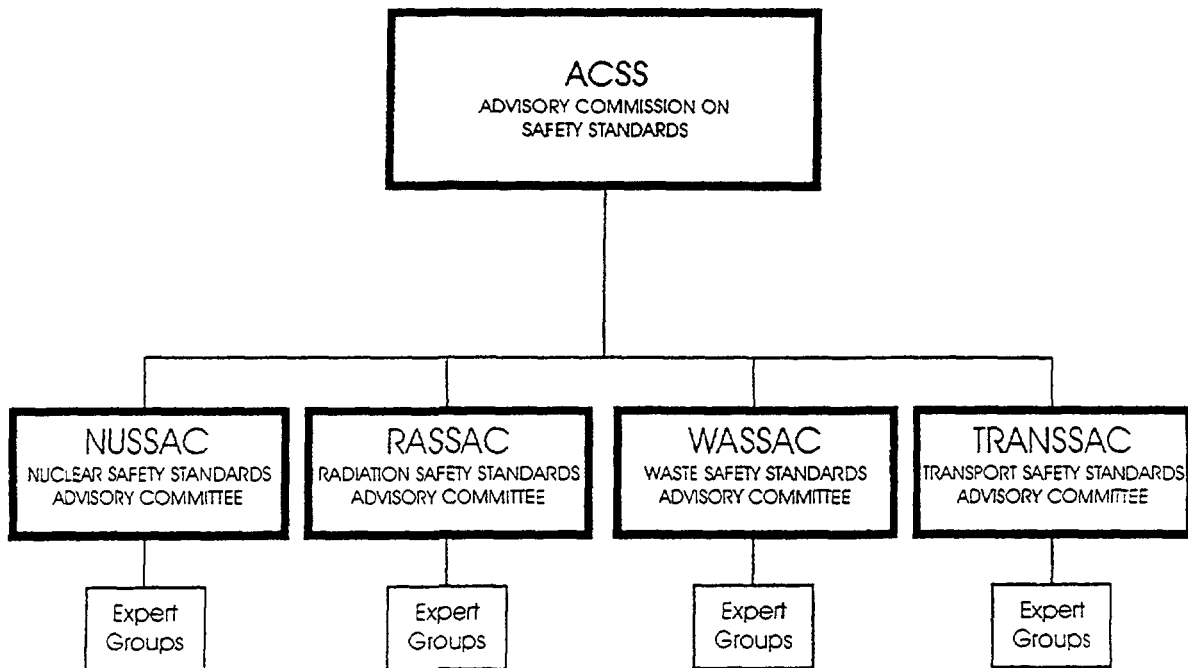 ACSS
ADVISORY COMMISSION ON
SAFETY STANDARDS
NUSSAC
NUCLEAR SAFETY STANDARDS
ADVISORY COMMITTEE
RASSAC
RADIATION SAFETY STANDARDS
ADVISORY COMMITTEE
WASSAC
WASTE SAFETY STANDARDS
ADVISORY COMMITTEE
TRANSSAC
TRANSPORT SAFETY STANDARDS
ADVISORY COMMITTEE
Expert
Groups
Expert
Groups
Expert
Groups
Expert
Groups